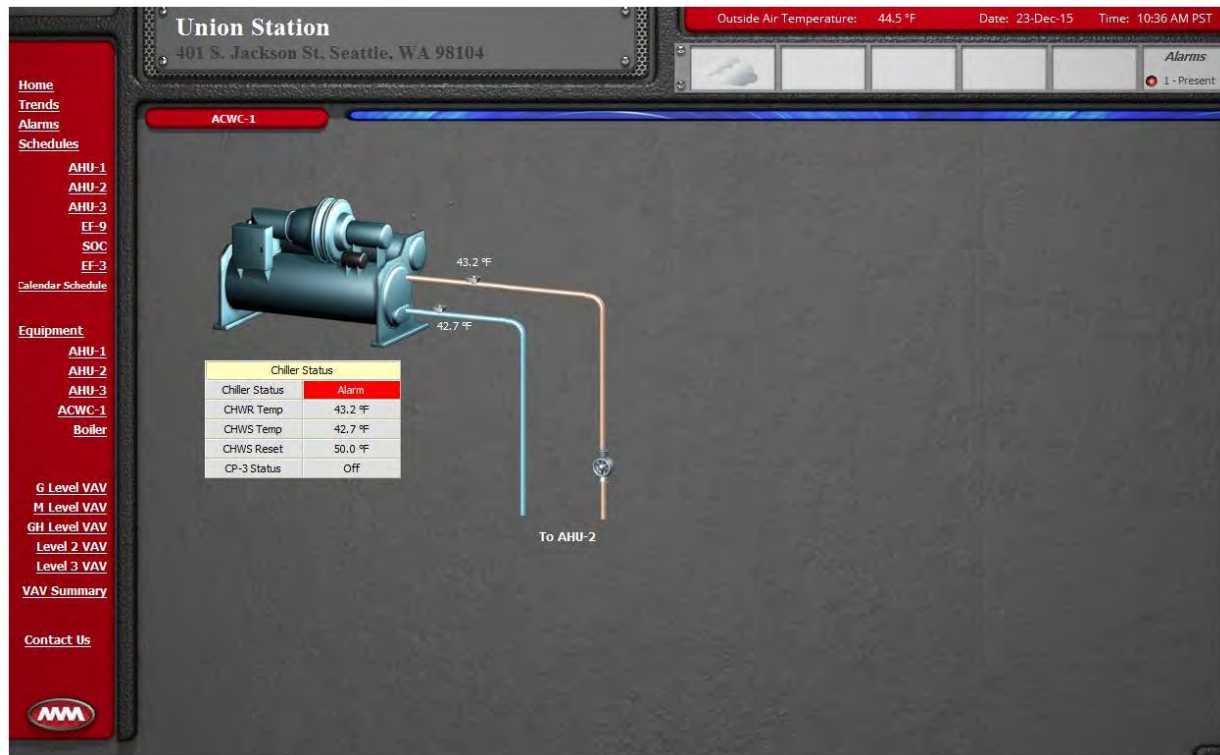 Union Station
401 S. Jackson St, Seattle, WA 98104
Outside Air Temperature: 44.5 °F Date: 23-Dec-15 Time: 10:36 AM PST
Alarms
1 - Present
Home
Trends
Alarms
Schedules
AHU-1
AHU-2
AHU-3
EF-9
SOC
EF-3
Calendar Schedule
Equipment
AHU-1
AHU-2
AHU-3
ACWC-1
Boiler
G Level VAV
M Level VAV
GH Level VAV
Level 2 VAV
Level 3 VAV
VAV Summary
Contact Us
MM
ACWC-1
43.2 °F
42.7 °F
Chiller Status
Chiller Status Alarm
CHWR Temp 43.2 °F
CHWS Temp 42.7 °F
CHWS Reset 50.0 °F
CP-3 Status Off
To AHU-2